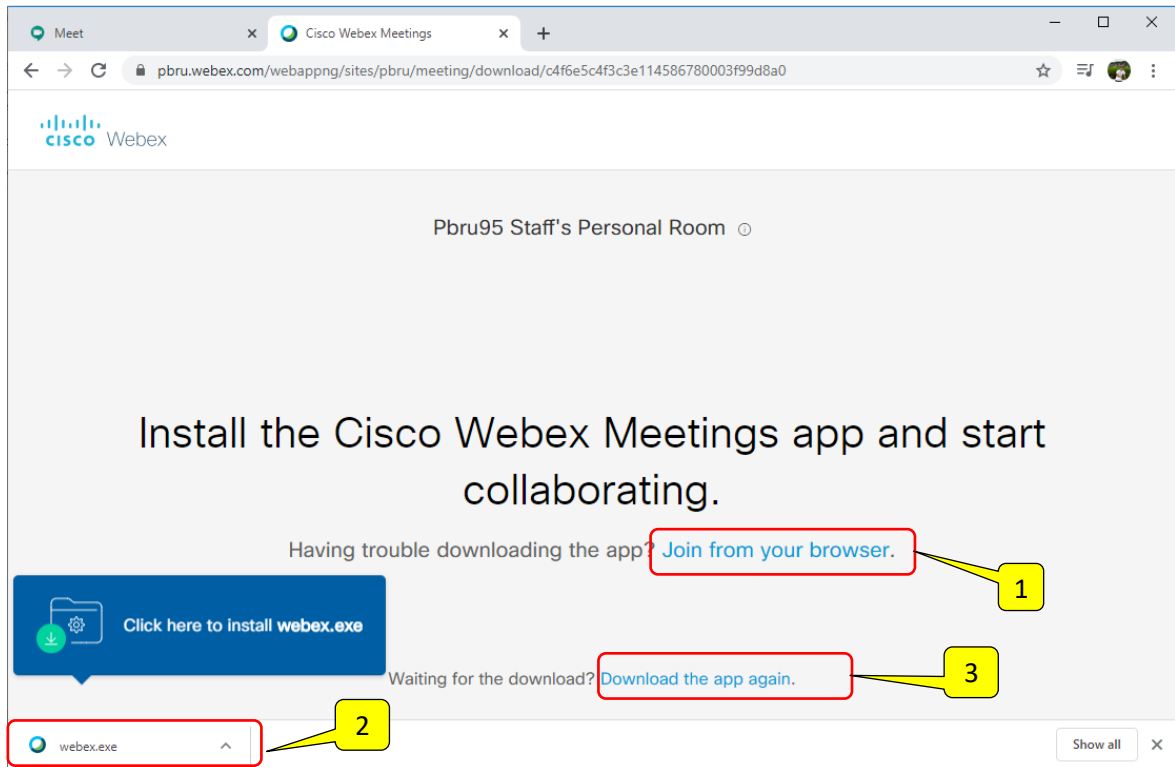 Meet
Cisco Webex Meetings
pbru.webex.com/webappng/sites/pbru/meeting/download/c4f6e5c4f3c3e114586780003f99d8a0
cisco Webex
Pbru95 Staff's Personal Room
Install the Cisco Webex Meetings app and start
collaborating.
Having trouble downloading the app? Join from your browser.
1
Click here to install webex.exe
Waiting for the download? Download the app again.
3
2
webex.exe
Show all